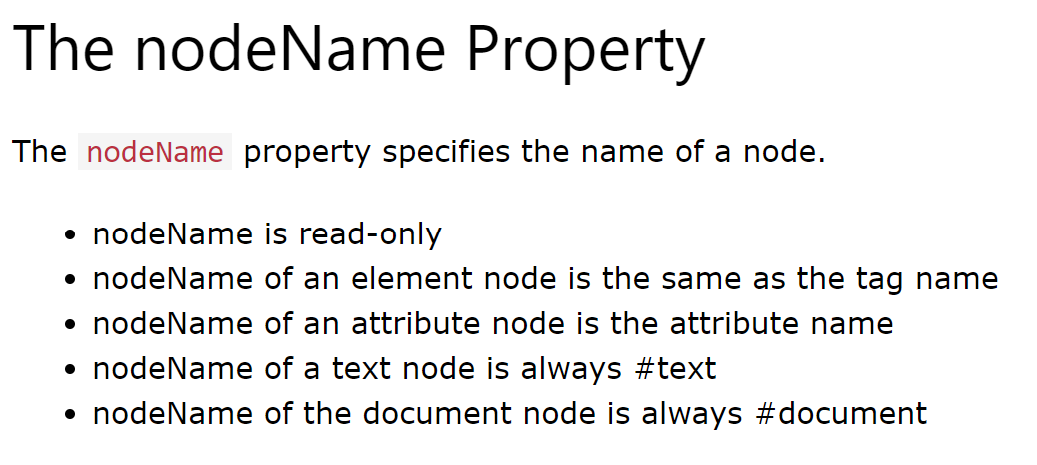 The nodeName Property
The nodeName property specifies the name of a node.
• nodeName is read-only
• nodeName of an element node is the same as the tag name
• nodeName of an attribute node is the attribute name
• nodeName of a text node is always #text
• nodeName of the document node is always #document